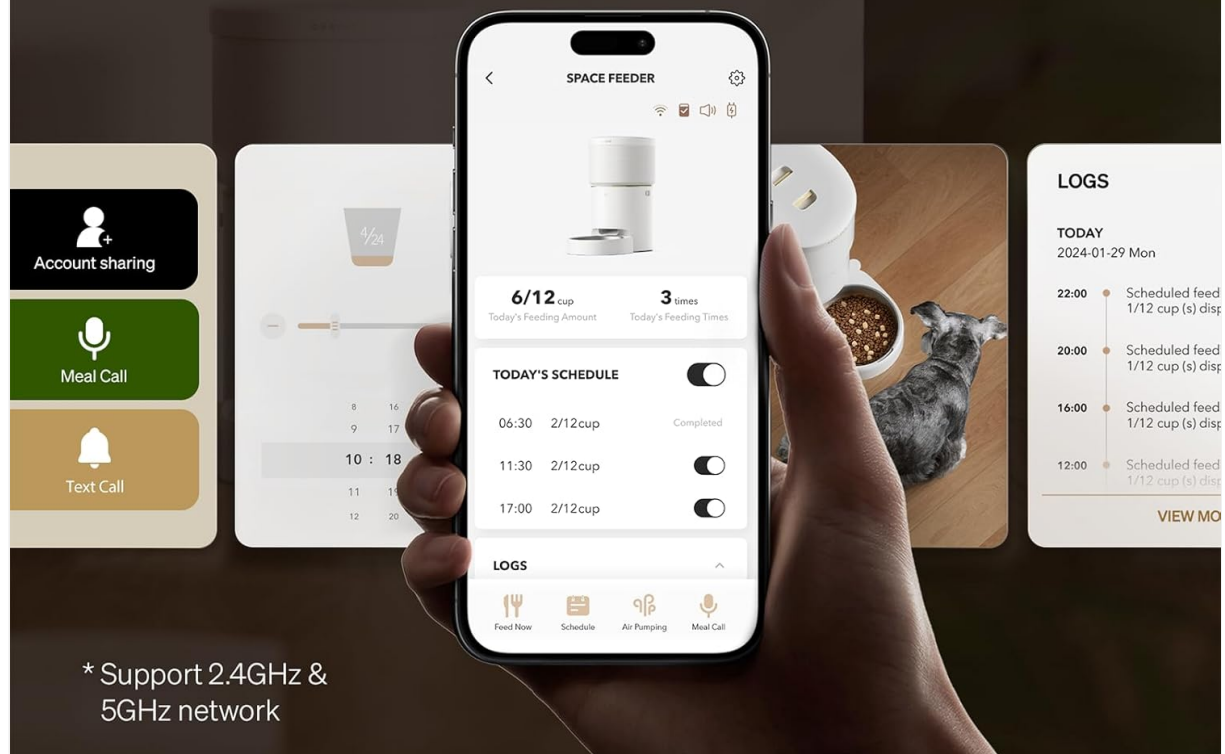 SPACE FEEDER
6/12 cup
Today's Feeding Amount
3 times
Today's Feeding Times
TODAY'S SCHEDULE
06:30 2/12cup Completed
11:30 2/12cup
17:00 2/12cup
LOGS
Feed Now
Schedule
Air Pumping
Meal Call
Account sharing
Meal Call
Text Call
4/24
8 16
9 17
10 : 18
11
12 20
LOGS
TODAY
2024-01-29 Mon
22:00 Scheduled feed
1/12 cup (s)
20:00 Scheduled feed
1/12 cup (s)
16:00 Scheduled feed
1/12 cup (s)
12:00 Scheduled feed
1/12 cup (s)
VIEW
* Support 2.4GHz &
5GHz network